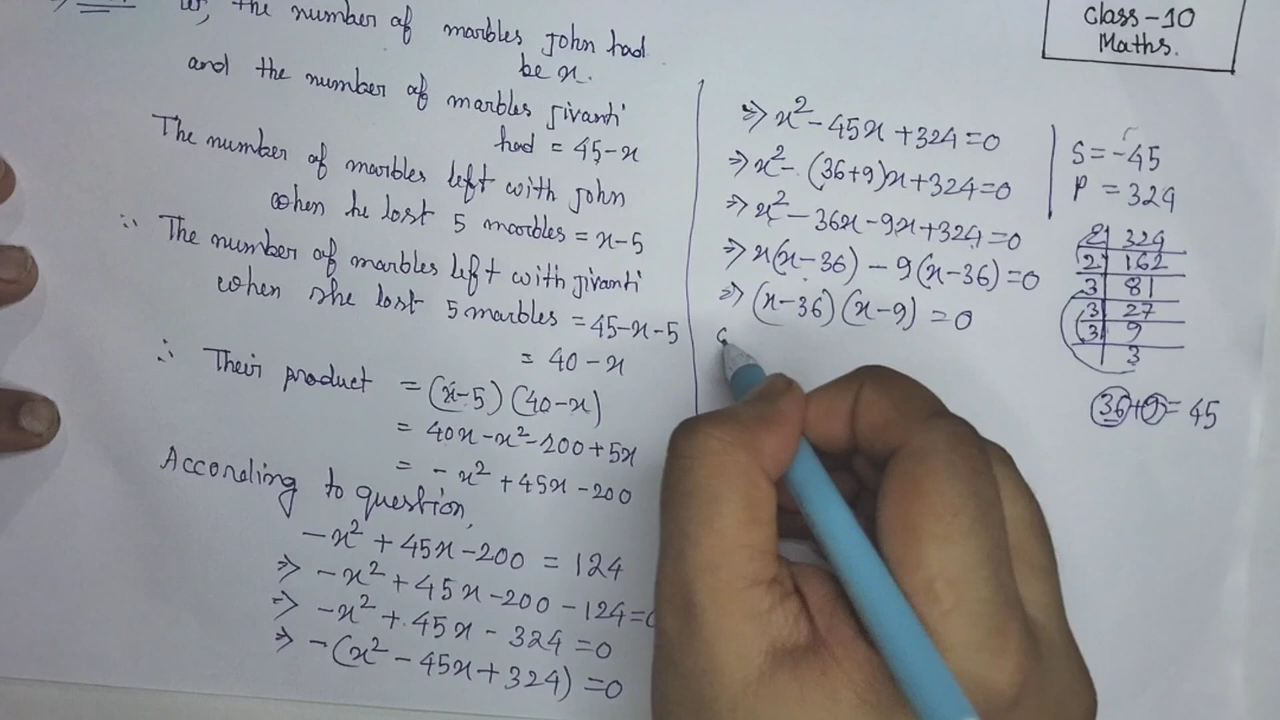 the number of marbles John had
be x.
and the number of marbles Jivanti
had = 45-x
The number of marbles left with John
when he lost 5 marbles = x-5
∴ The number of marbles left with Jivanti
when she lost 5 marbles = 45-x-5
= 40-x
∴ Their product = (x-5)(40-x)
= 40x-x²-200+5x
= -x²+45x-200
According to question,
-x²+45x-200 = 124
⇒ -x²+45x-200-124=0
⇒ -x²+45x-324=0
⇒ -(x²-45x+324)=0
Class-10
Maths.
⇒ x²-45x+324=0
⇒ x²-(36+9)x+324=0
⇒ x²-36x-9x+324=0
⇒ x(x-36)-9(x-36)=0
⇒ (x-36)(x-9)=0
S=-45
P=324
2 324
2 162
3 81
3 27
3 9
3
36+9=45